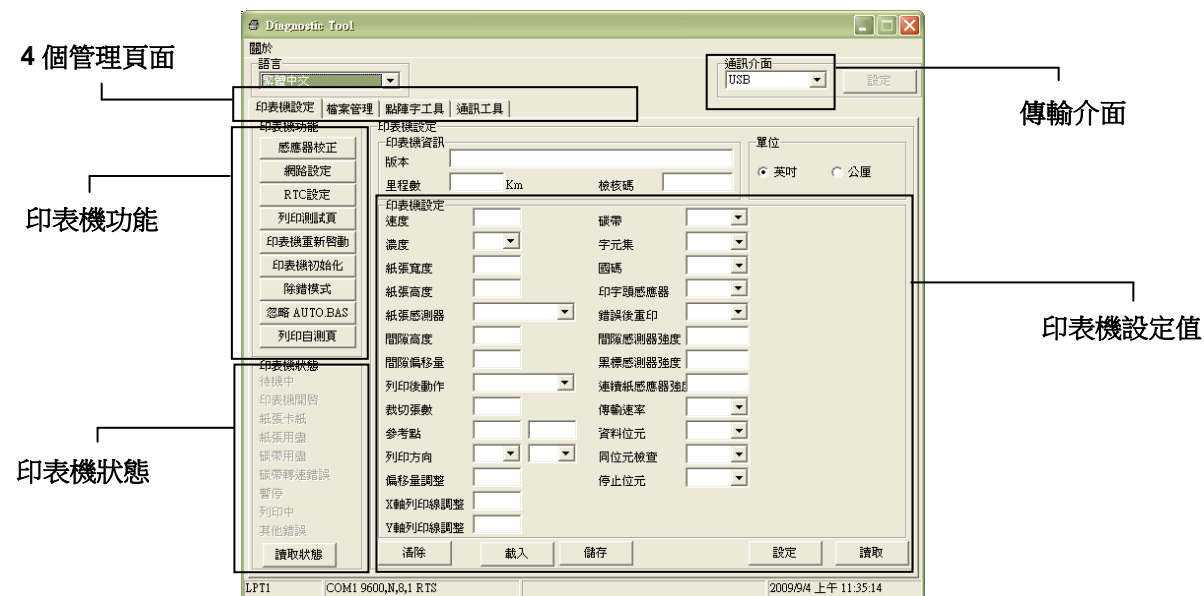 Diagnostic Tool
關於
4 個管理頁面
語言
繁體中文
通訊介面
USB
設定
傳輸介面
印表機設定 檔案管理 點陣字工具 通訊工具
印表機功能
感應器校正
網路設定
RTC設定
列印測試頁
印表機重新啓動
印表機初始化
除錯模式
忽略 AUTO.BAS
列印自測頁
印表機功能
印表機狀態
待機中
印表機開啓
紙張卡紙
紙張用盡
碳帶用盡
碳帶轉速錯誤
暫停
列印中
其他錯誤
讀取狀態
印表機狀態
印表機設定
印表機資訊
版本
里程數 Km 檢核碼
單位
英吋 公厘
印表機設定
速度 碳帶
濃度 字元集
紙張寬度 國碼
紙張高度 印字頭感應器
紙張感測器 錯誤後重印
間隙高度 間隙感測器強度
間隙偏移量 黑標感測器強度
列印後動作 連續紙感應器強度
裁切張數 傳輸速率
參考點 資料位元
列印方向 同位元檢查
偏移量調整 停止位元
X軸列印線調整
Y軸列印線調整
清除 載入 儲存 設定 讀取
印表機設定值
LPT1 COM1 9600,N,8,1 RTS 2009/9/4 上午 11:35:14